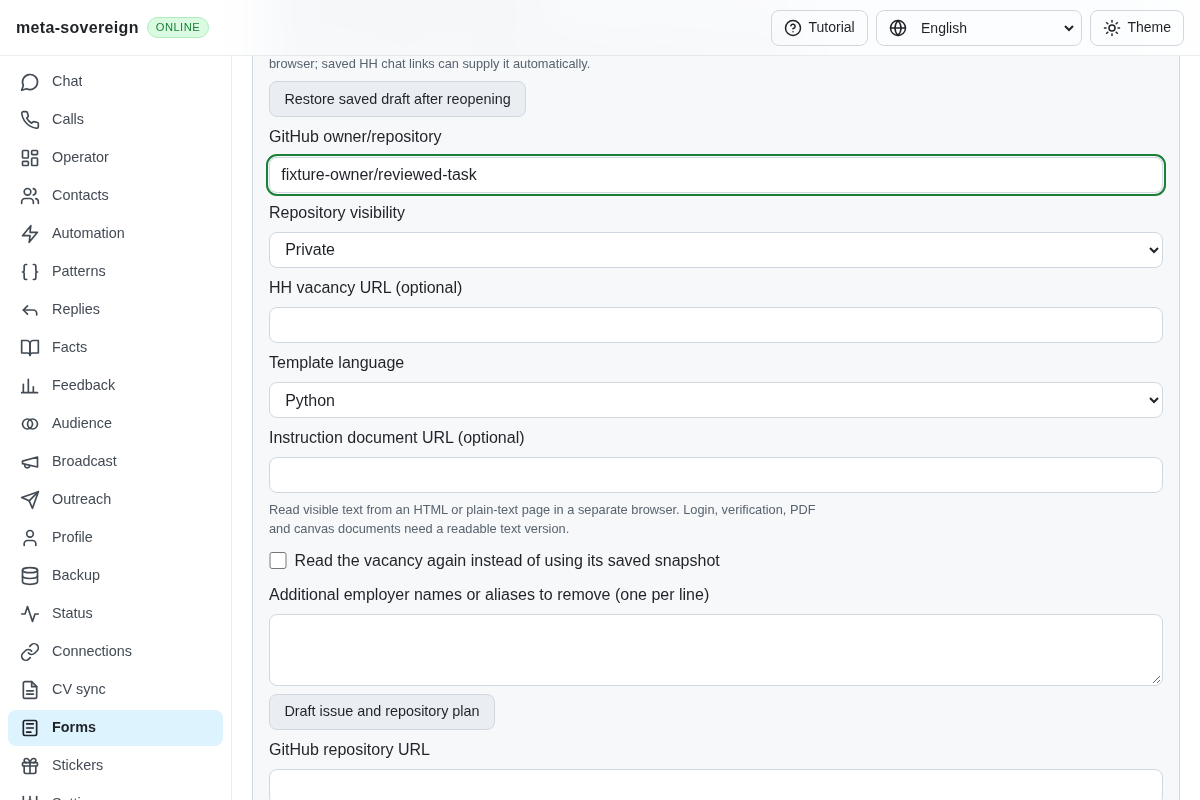 meta-sovereign
ONLINE
Tutorial
English
Theme
Chat
Calls
Operator
Contacts
Automation
Patterns
Replies
Facts
Feedback
Audience
Broadcast
Outreach
Profile
Backup
Status
Connections
CV sync
Forms
Stickers
browser; saved HH chat links can supply it automatically.
Restore saved draft after reopening
GitHub owner/repository
fixture-owner/reviewed-task
Repository visibility
Private
HH vacancy URL (optional)
Template language
Python
Instruction document URL (optional)
Read visible text from an HTML or plain-text page in a separate browser. Login, verification, PDF
and canvas documents need a readable text version.
Read the vacancy again instead of using its saved snapshot
Additional employer names or aliases to remove (one per line)
Draft issue and repository plan
GitHub repository URL